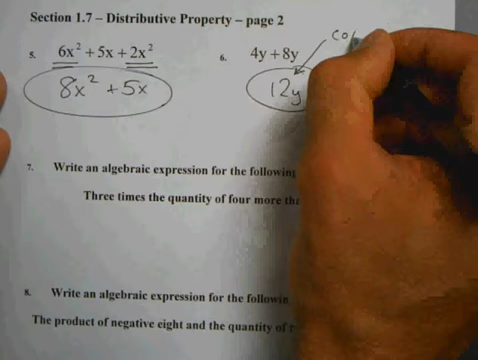 Section 1.7 – Distributive Property - page 2
5. 6x² + 5x + 2x² 6. 4y + 8y
8x² + 5x 12y
7. Write an algebraic expression for the following
Three times the quantity of four more
8. Write an algebraic expression for the
The product of negative eight and the quantity of